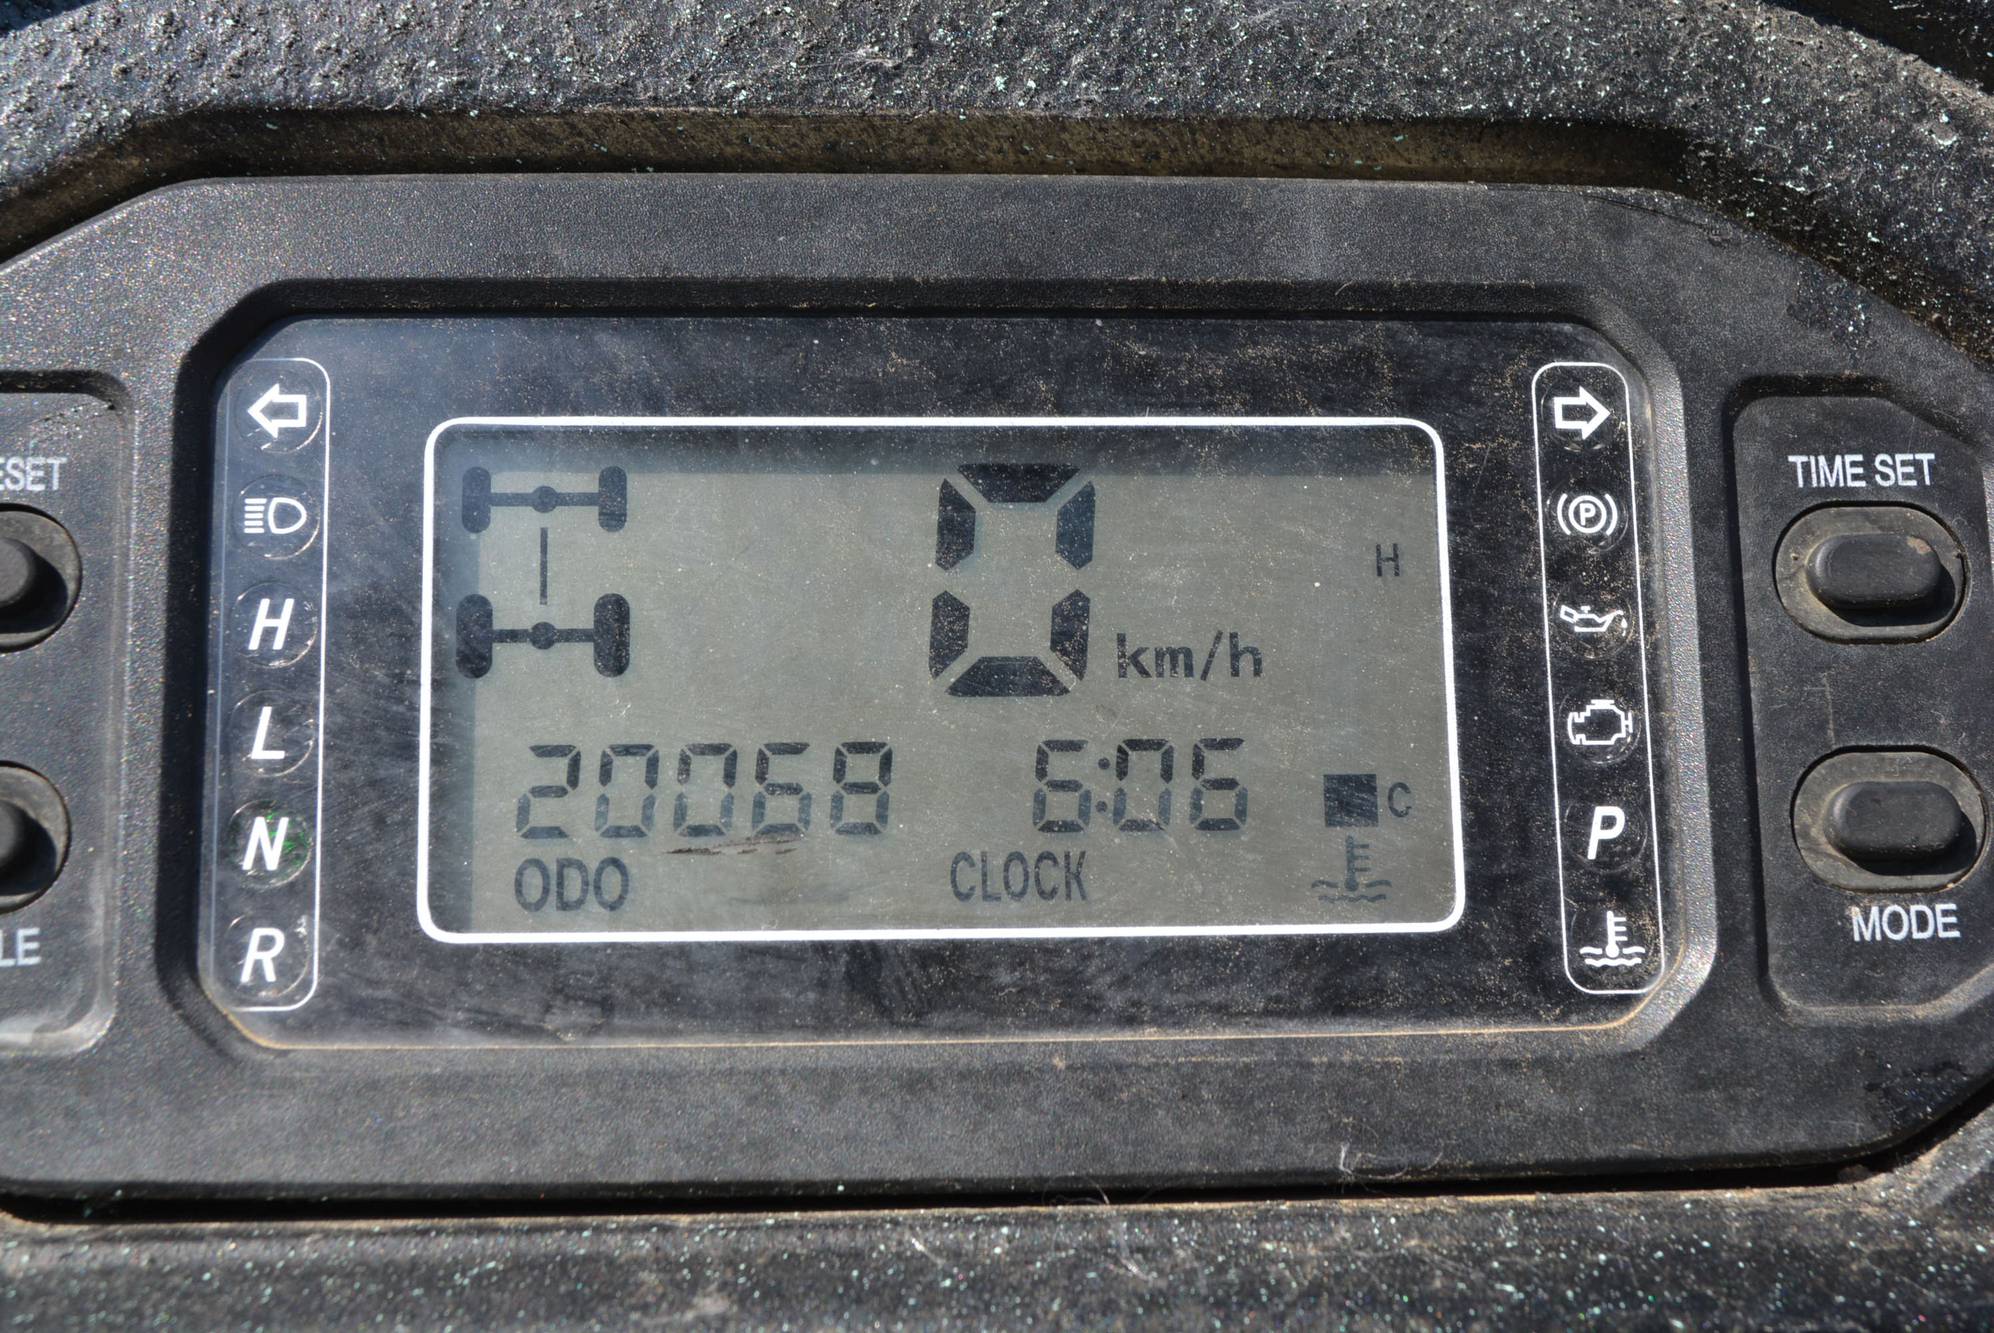 ESET
TIME SET
H
L
N
R
0 km/h
H
20068 6:06
C
ODO CLOCK
P
P
LE
MODE